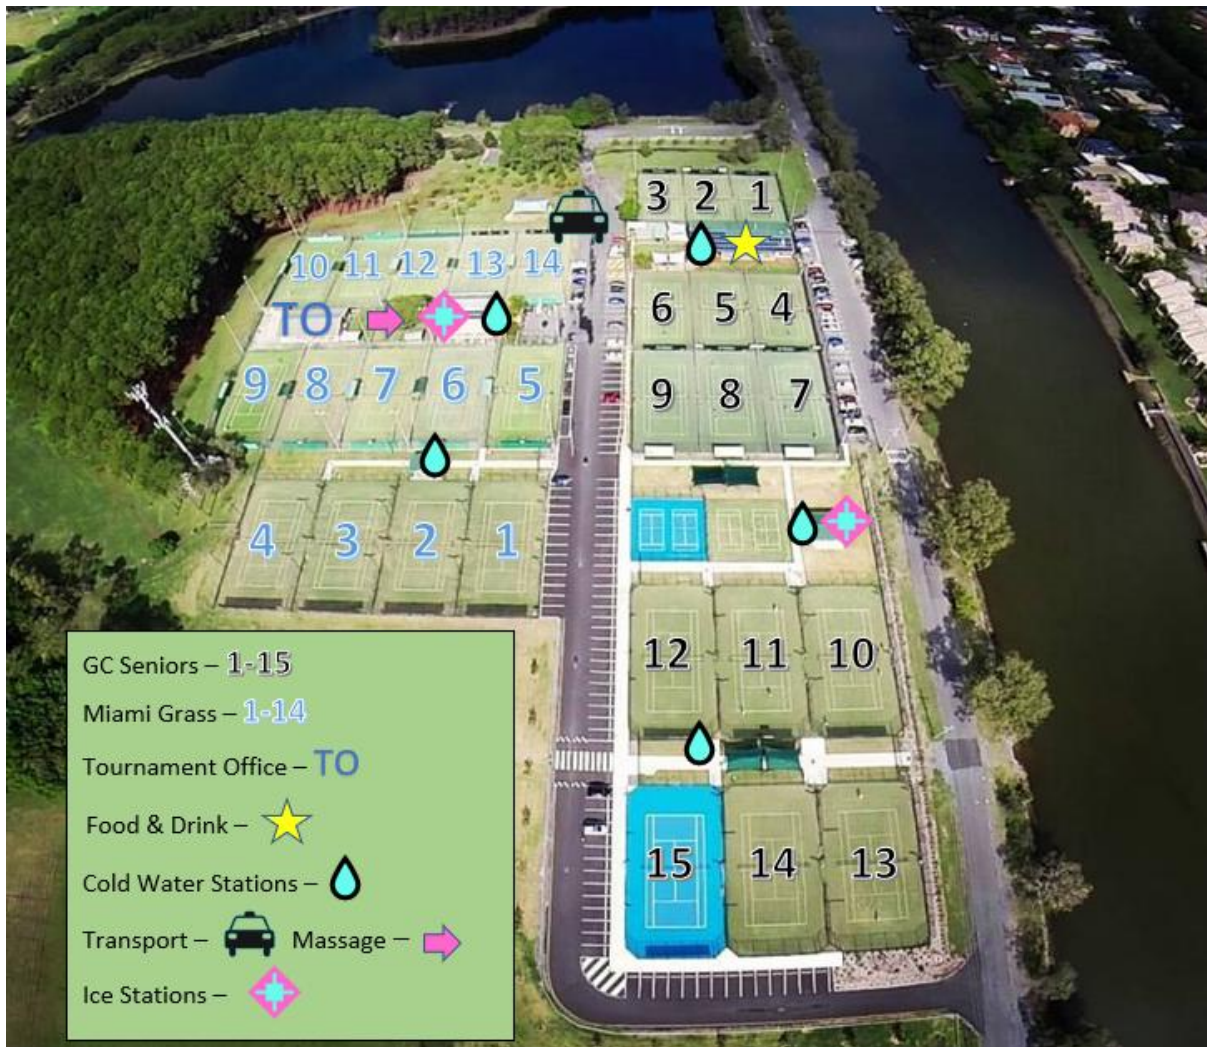 3 2 1
10 11 12 13 14
TO
6 5 4
9 8 7 6 5
9 8 7
4 3 2 1
12 11 10
15 14 13
GC Seniors – 1-15
Miami Grass – 1-14
Tournament Office – TO
Food & Drink –
Cold Water Stations –
Transport – Massage –
Ice Stations –